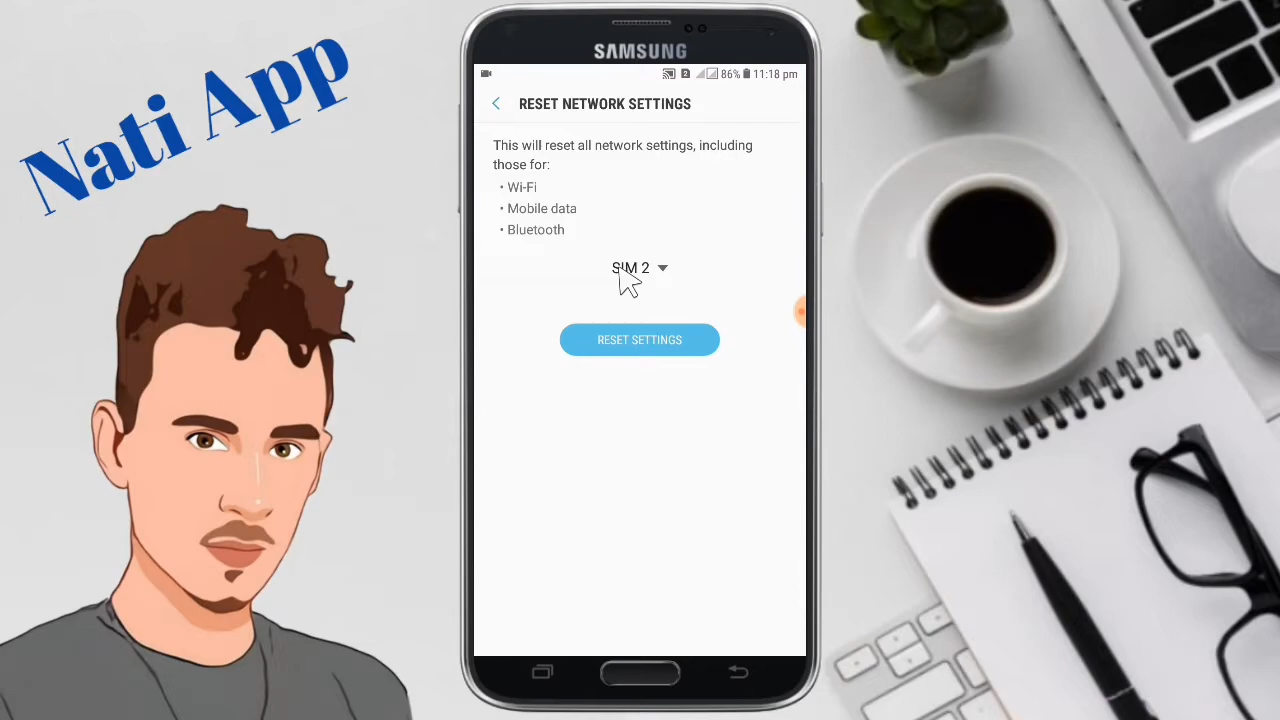 Nati App
SAMSUNG
2 86% 11:18 pm
RESET NETWORK SETTINGS
This will reset all network settings, including
those for:
• Wi-Fi
• Mobile data
• Bluetooth
SIM 2
RESET SETTINGS